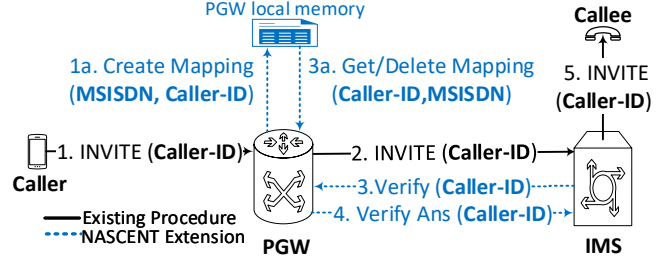 PGW local memory
Callee
1a. Create Mapping
(MSISDN, Caller-ID)
3a. Get/Delete Mapping
(Caller-ID,MSISDN)
5. INVITE
(Caller-ID)
1. INVITE (Caller-ID)
2. INVITE (Caller-ID)
Caller
3.Verify (Caller-ID)
4. Verify Ans (Caller-ID)
Existing Procedure
NASCENT Extension
PGW
IMS